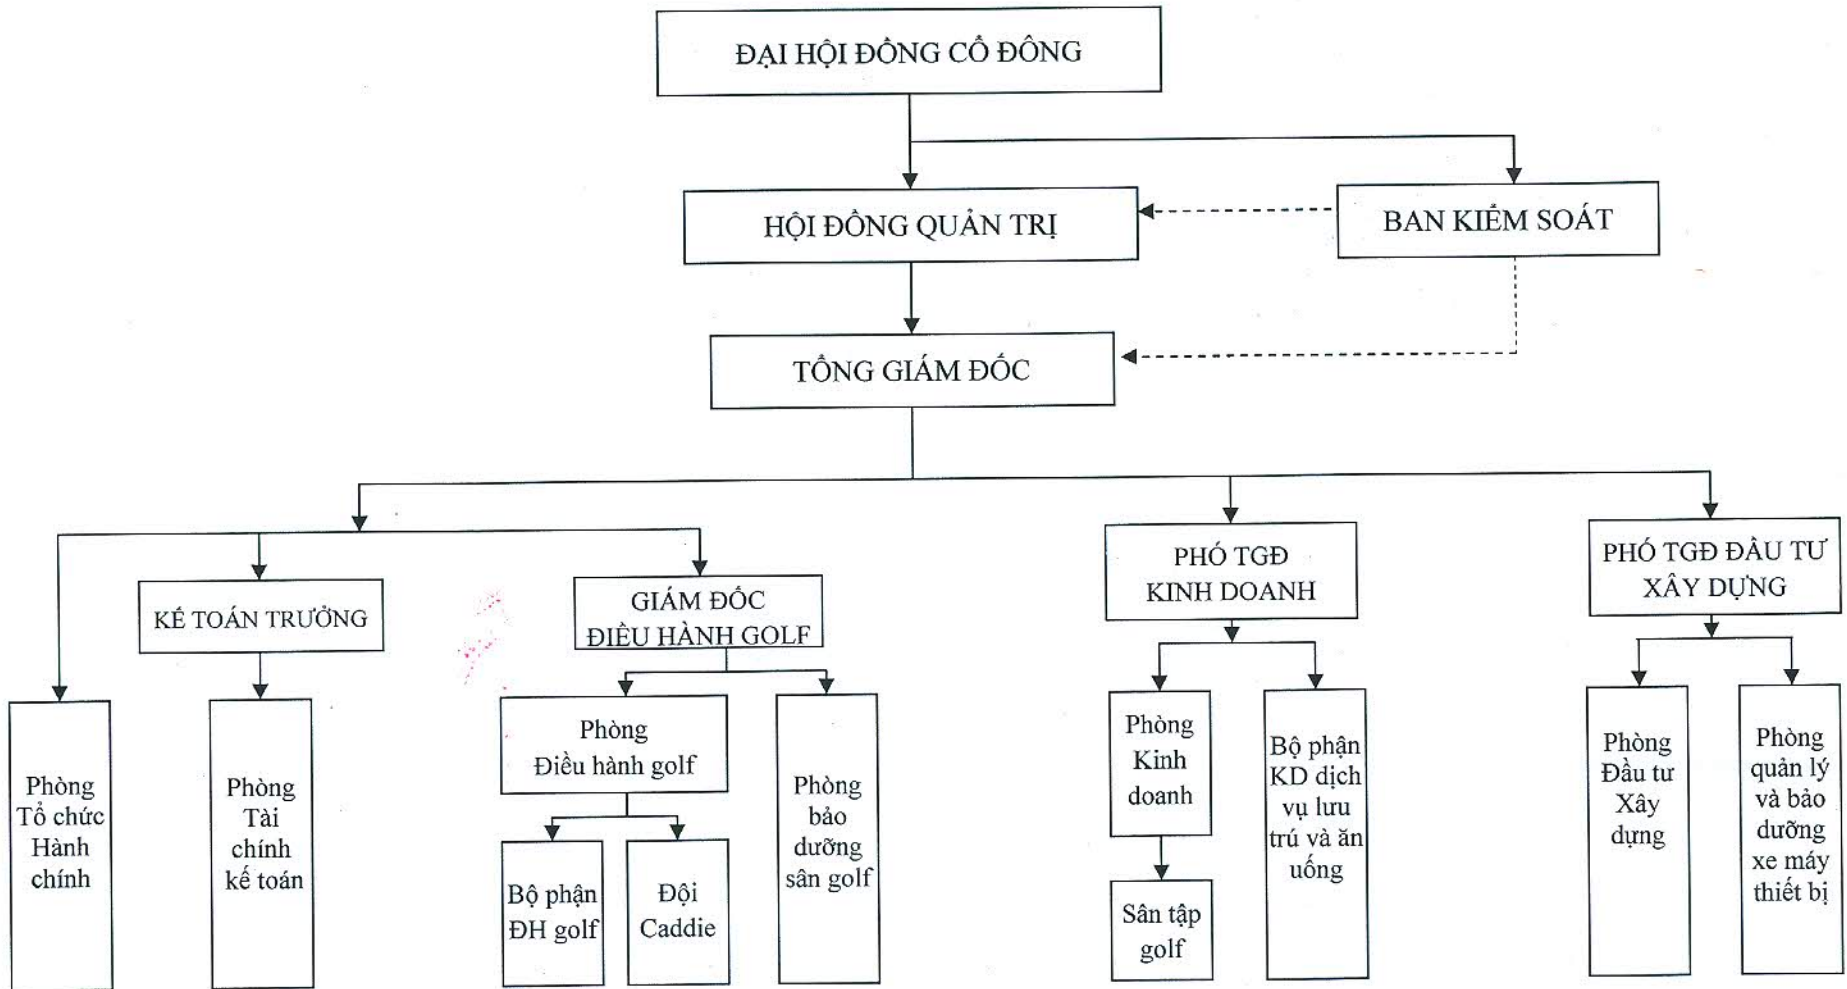 ĐẠI HỘI ĐỒNG CỔ ĐÔNG
HỘI ĐỒNG QUẢN TRỊ
BAN KIỂM SOÁT
TỔNG GIÁM ĐỐC
KẾ TOÁN TRƯỞNG
GIÁM ĐỐC
ĐIỀU HÀNH GOLF
PHÓ TGĐ
KINH DOANH
PHÓ TGĐ ĐẦU TƯ
XÂY DỰNG
Phòng
Tổ chức
Hành
chính
Phòng
Tài
chính
kế toán
Phòng
Điều hành golf
Bộ phận
ĐH golf
Đội
Caddie
Phòng
bảo
dưỡng
sân golf
Phòng
Kinh
doanh
Sân tập
golf
Bộ phận
KD dịch
vụ lưu
trú và ăn
uống
Phòng
Đầu tư
Xây
dựng
Phòng
quản lý
và bảo
dưỡng
xe máy
thiết bị